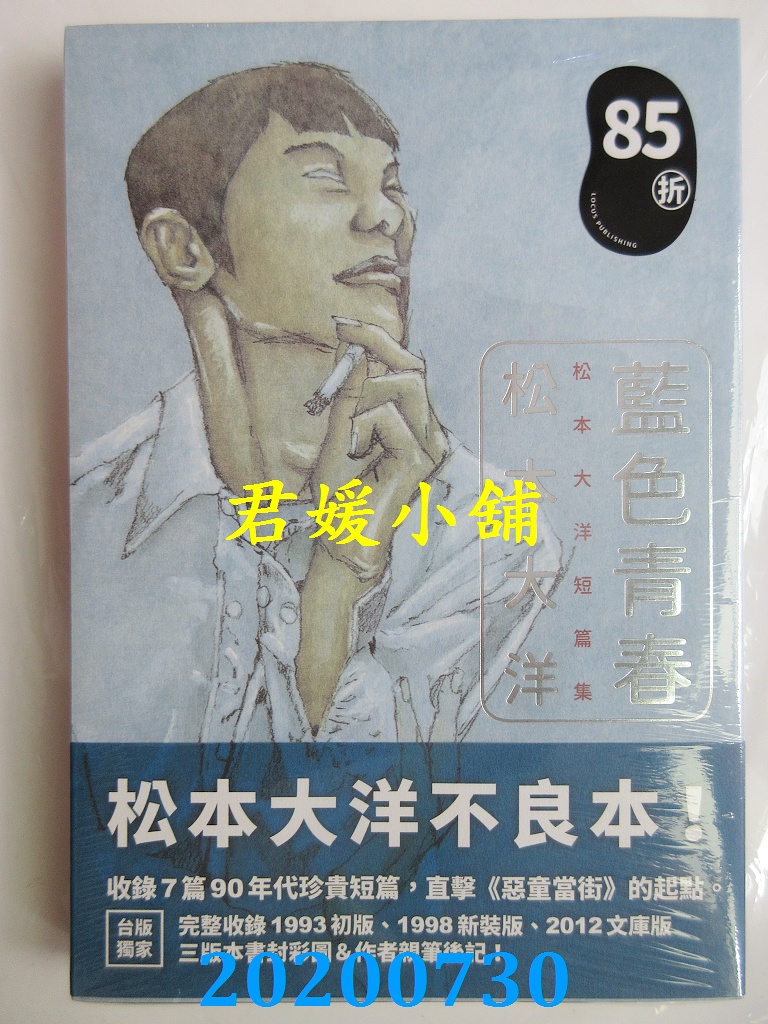 85
折
LOCUS PUBLISHING
藍色青春
松本大洋短篇集
松本大洋
君媛小舖
松本大洋不良本！
收錄7篇90年代珍貴短篇，直擊《惡童當街》的起點。
台版
獨家
完整收錄1993初版、1998新裝版、2012文庫版
三版本書封彩圖&作者親筆後記！
20200730